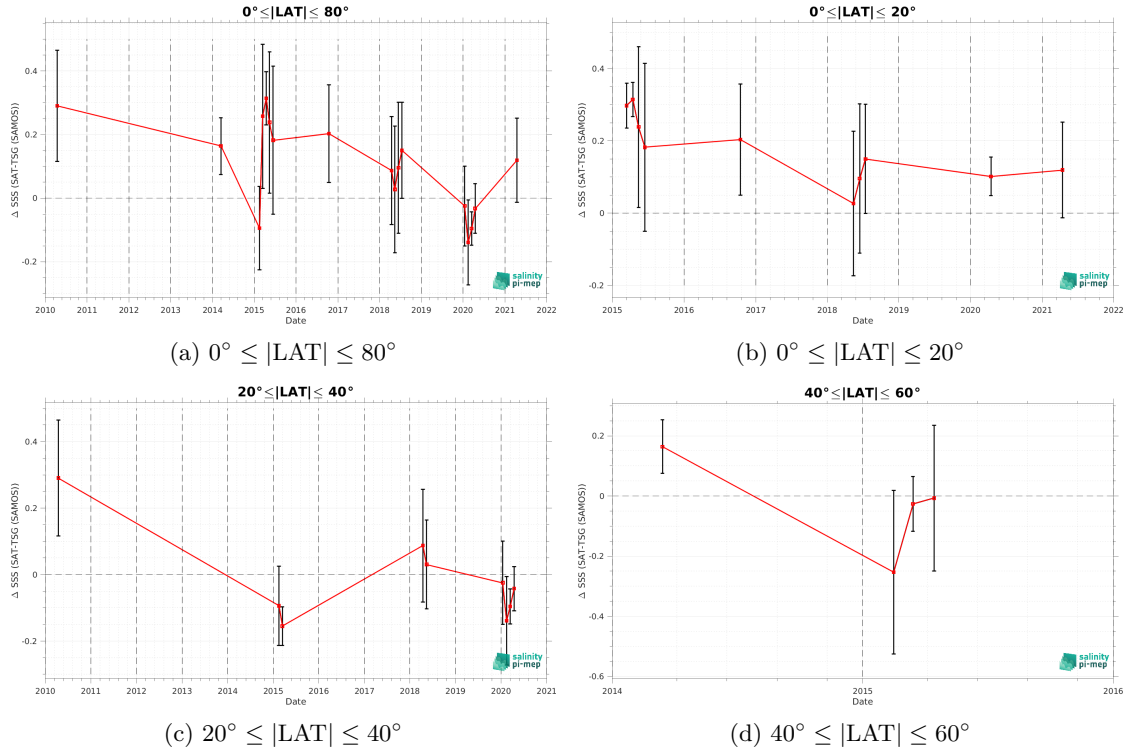 0°≤|LAT|≤ 80°
Δ SSS (SAT-TSG (SAMOS))
0.4
0.2
0
-0.2
2010 2011 2012 2013 2014 2015 2016 2017 2018 2019 2020 2021 2022
Date
salinity
pi-mep
(a) 0° ≤ |LAT| ≤ 80°
0°≤|LAT|≤ 20°
Δ SSS (SAT-TSG (SAMOS))
0.4
0.2
0
-0.2
2015 2016 2017 2018 2019 2020 2021 2022
Date
salinity
pi-mep
(b) 0° ≤ |LAT| ≤ 20°
20°≤|LAT|≤ 40°
Δ SSS (SAT-TSG (SAMOS))
0.4
0.2
0
-0.2
2010 2011 2012 2013 2014 2015 2016 2017 2018 2019 2020 2021
Date
salinity
pi-mep
(c) 20° ≤ |LAT| ≤ 40°
40°≤|LAT|≤ 60°
Δ SSS (SAT-TSG (SAMOS))
0.2
0
-0.2
-0.4
-0.6
2014 2015 2016
Date
salinity
pi-mep
(d) 40° ≤ |LAT| ≤ 60°